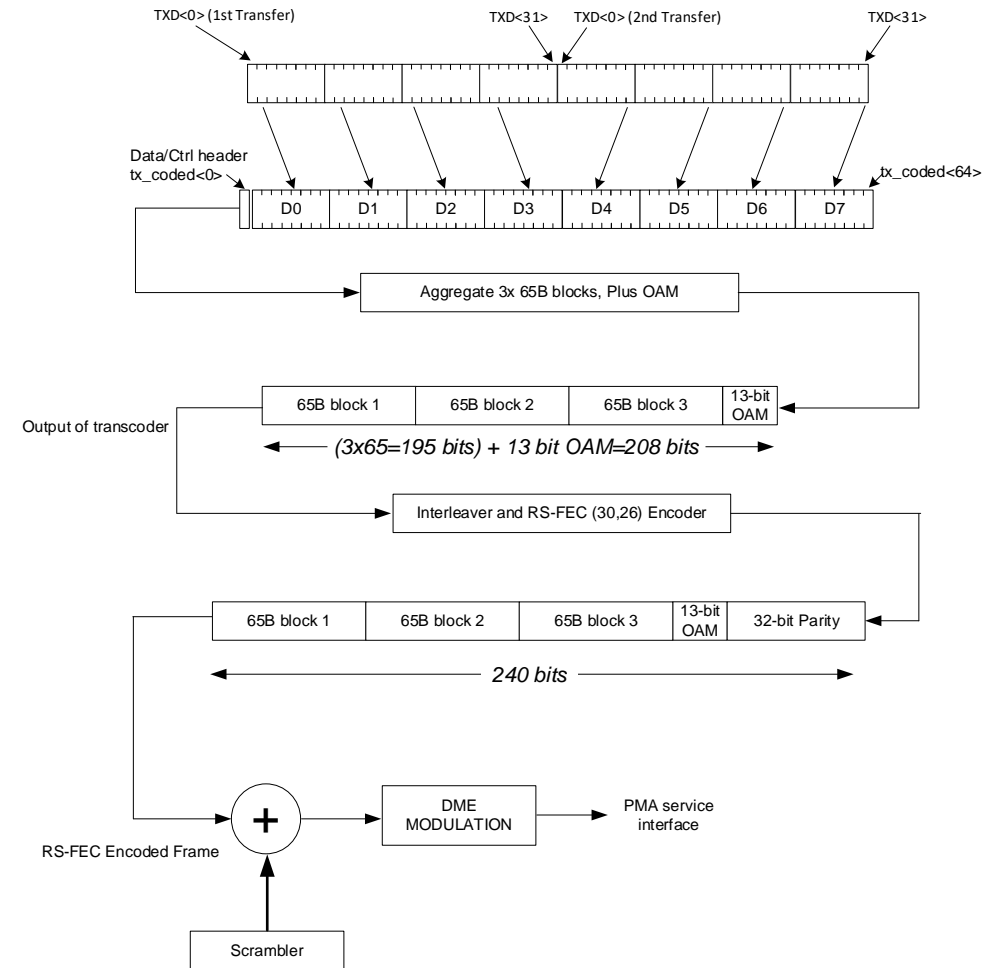 TXD<0> (1st Transfer)
TXD<31>
TXD<0> (2nd Transfer)
TXD<31>
Data/Ctrl header
tx_coded<0>
tx_coded<64>
D0
D1
D2
D3
D4
D5
D6
D7
Aggregate 3x 65B blocks, Plus OAM
65B block 1
65B block 2
65B block 3
13-bit
OAM
Output of transcoder
(3x65=195 bits) + 13 bit OAM=208 bits
Interleaver and RS-FEC (30,26) Encoder
65B block 1
65B block 2
65B block 3
13-bit
OAM
32-bit Parity
240 bits
+
DME
MODULATION
PMA service
interface
RS-FEC Encoded Frame
Scrambler